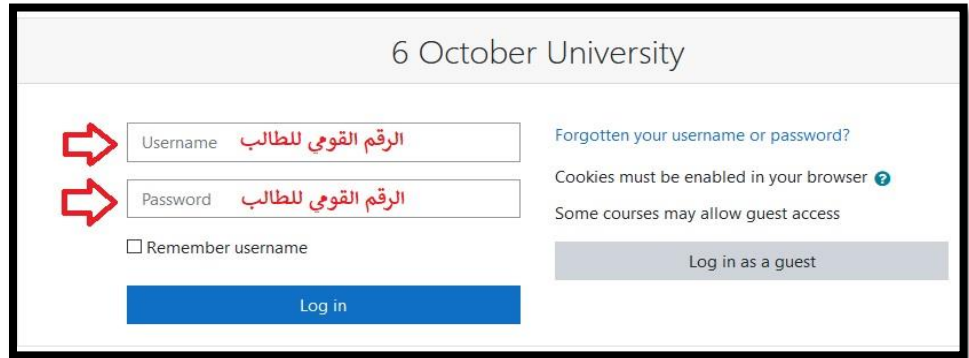 6 October University
Username الرقم القومي للطالب
Password الرقم القومي للطالب
Remember username
Log in
Forgotten your username or password?
Cookies must be enabled in your browser ?
Some courses may allow guest access
Log in as a guest